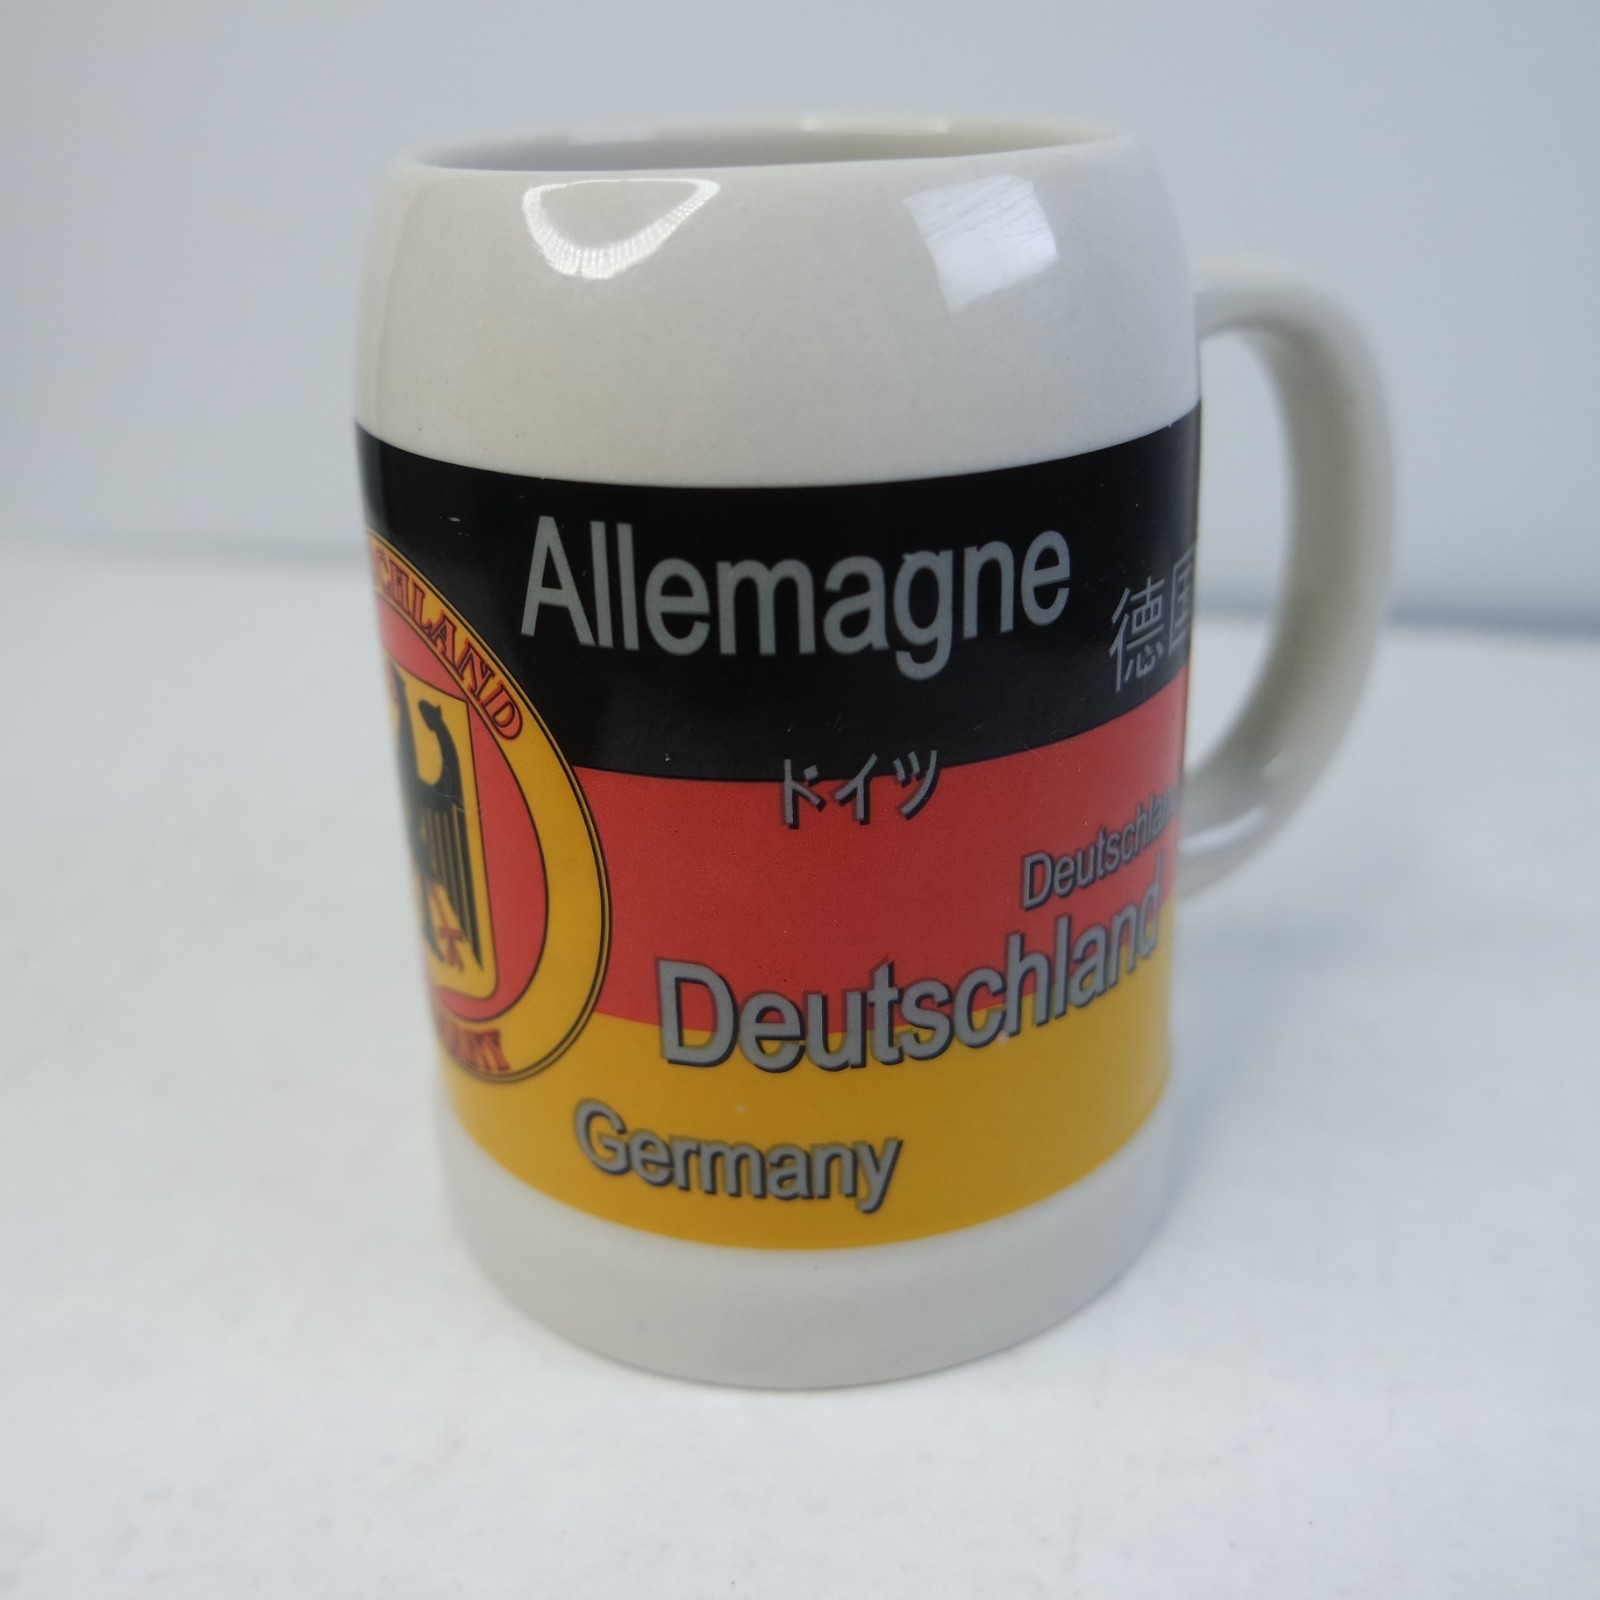 Allemagne
德国
ドイツ
Deutschland
Deutschland
Germany